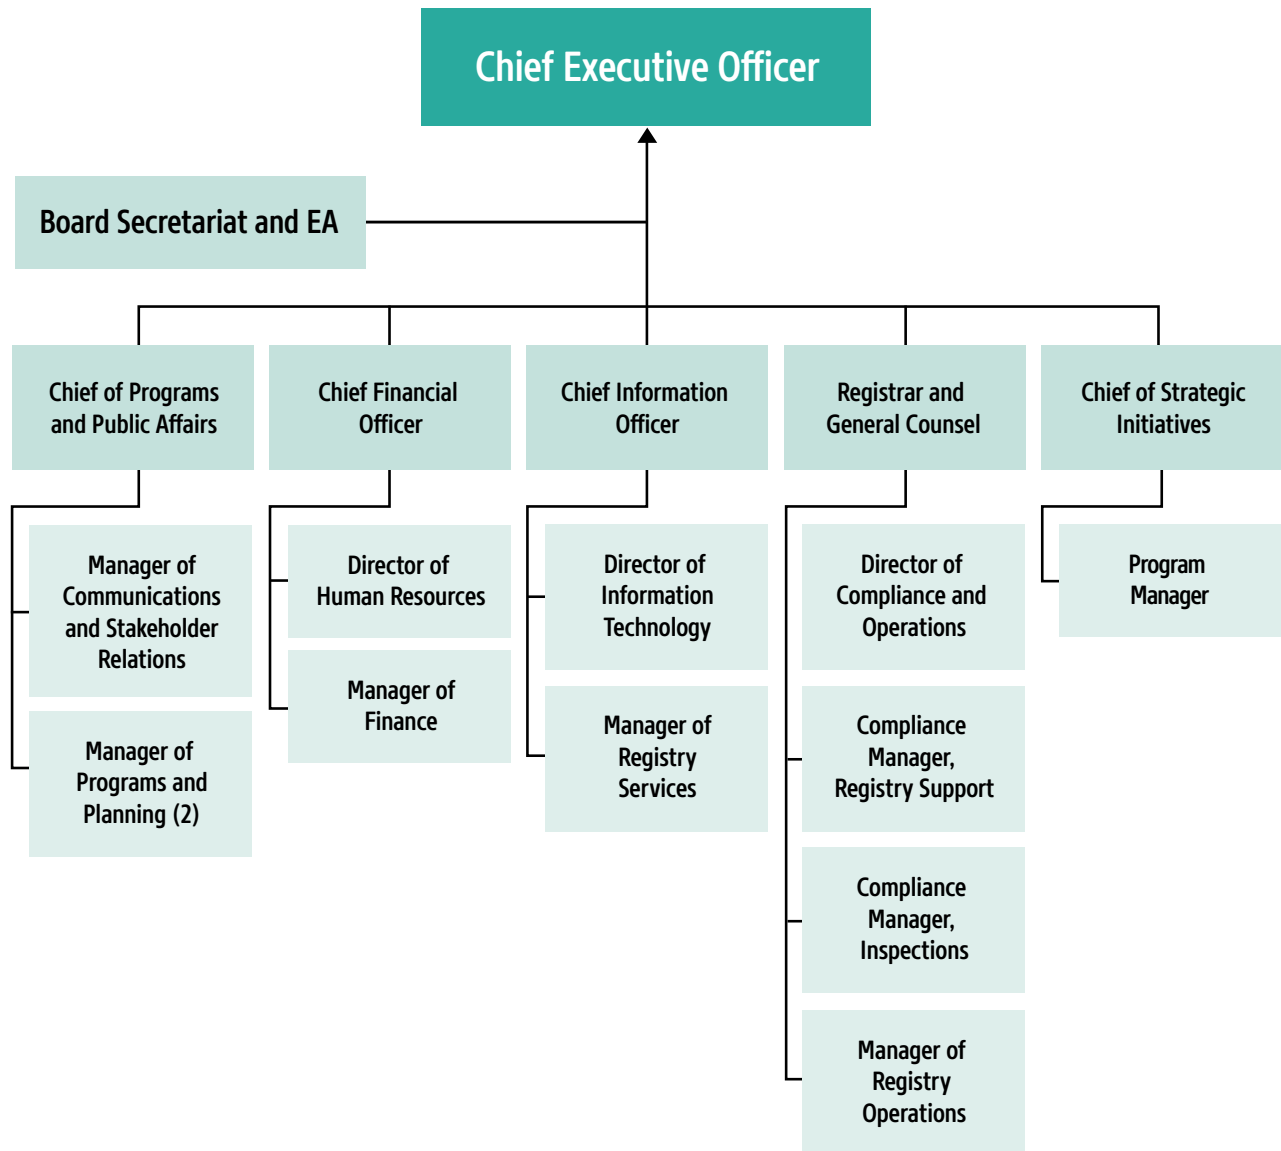 Chief Executive Officer
Board Secretariat and EA
Chief of Programs
and Public Affairs
Chief Financial
Officer
Chief Information
Officer
Registrar and
General Counsel
Chief of Strategic
Initiatives
Manager of
Communications
and Stakeholder
Relations
Manager of
Programs and
Planning (2)
Director of
Human Resources
Manager of
Finance
Director of
Information
Technology
Manager of
Registry
Services
Director of
Compliance and
Operations
Compliance
Manager,
Registry Support
Compliance
Manager,
Inspections
Manager of
Registry
Operations
Program
Manager